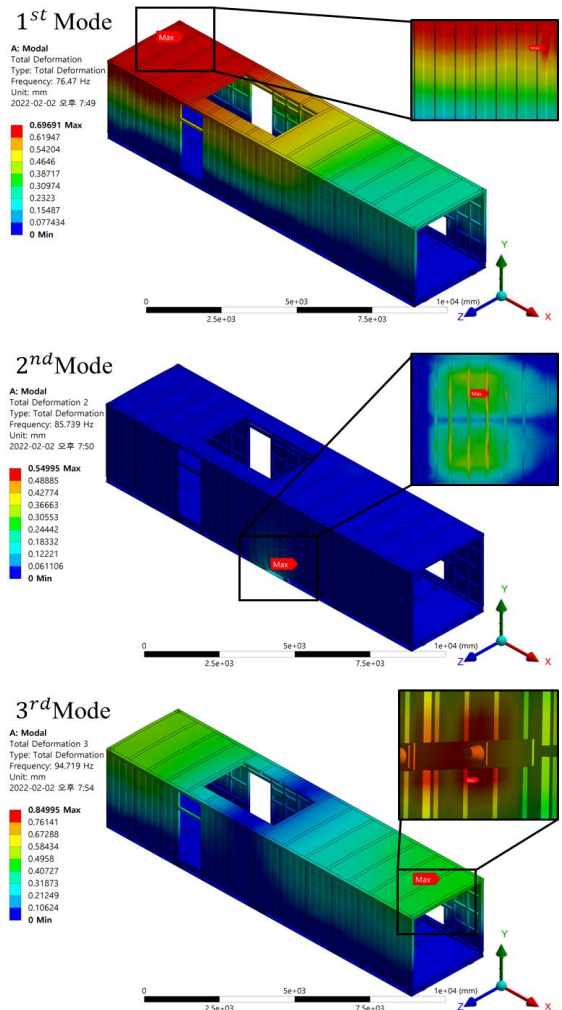 1st Mode
A: Modal
Total Deformation
Type: Total Deformation
Frequency: 76.47 Hz
Unit: mm
2022-02-02 오후 7:49
0.69691 Max
0.61947
0.54204
0.4646
0.38717
0.30974
0.2323
0.15487
0.077434
0 Min
Max
Max
0 5e+03 1e+04 (mm)
2.5e+03 7.5e+03
Y
Z X
2nd Mode
A: Modal
Total Deformation 2
Type: Total Deformation
Frequency: 85.739 Hz
Unit: mm
2022-02-02 오후 7:50
0.54995 Max
0.48885
0.42774
0.36663
0.30553
0.24442
0.18332
0.12221
0.061106
0 Min
Max
Max
0 5e+03 1e+04 (mm)
2.5e+03 7.5e+03
Y
Z X
3rd Mode
A: Modal
Total Deformation 3
Type: Total Deformation
Frequency: 94.719 Hz
Unit: mm
2022-02-02 오후 7:54
0.84995 Max
0.76141
0.67288
0.58434
0.4958
0.40727
0.31873
0.21249
0.10624
0 Min
Max
Max
0 5e+03 1e+04 (mm)
2.5e+03 7.5e+03
Y
Z X